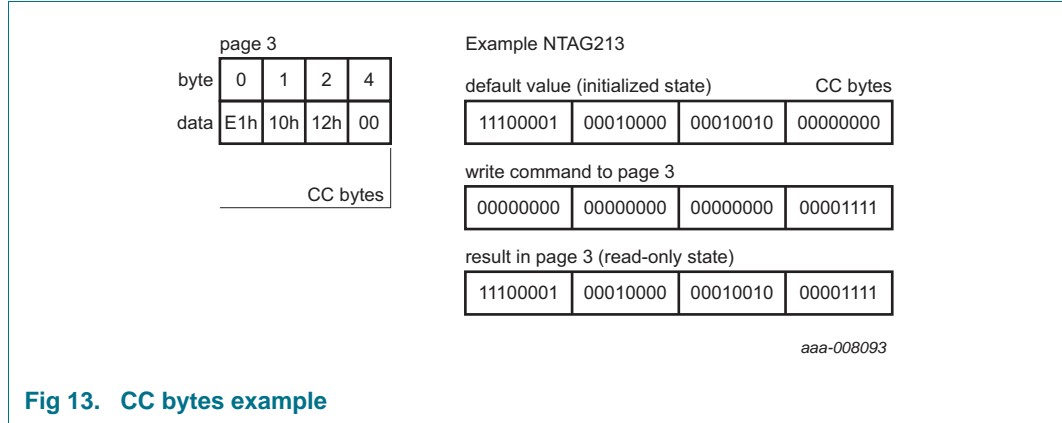 page 3
byte 0 1 2 4
data E1h 10h 12h 00
CC bytes
Example NTAG213
default value (initialized state) CC bytes
11100001 00010000 00010010 00000000
write command to page 3
00000000 00000000 00000000 00001111
result in page 3 (read-only state)
11100001 00010000 00010010 00001111
aaa-008093
Fig 13. CC bytes example